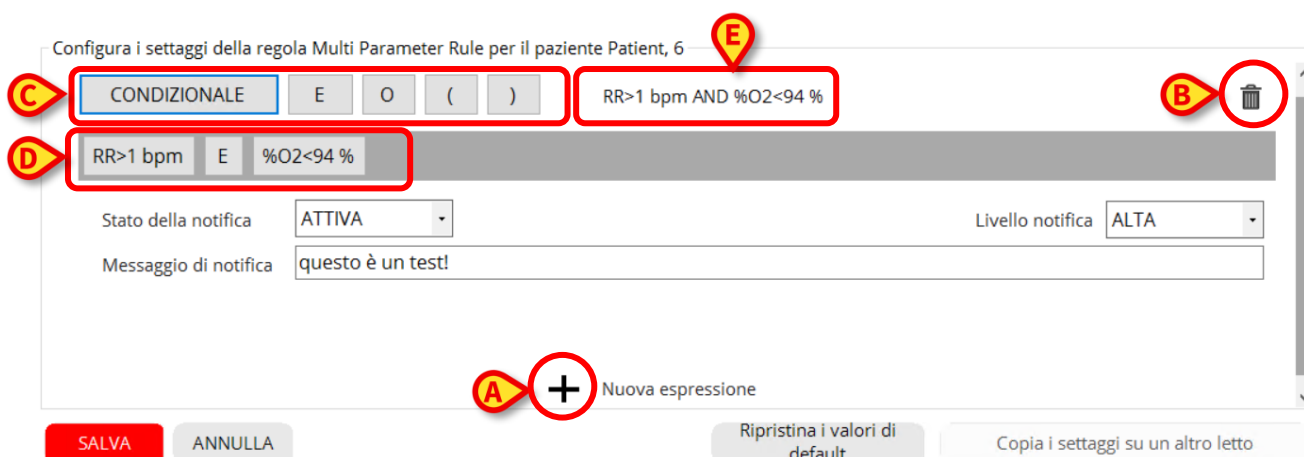 E
Configura i settaggi della regola Multi Parameter Rule per il paziente Patient, 6
C CONDIZIONALE E O ( ) RR>1 bpm AND %O2<94 % B
D RR>1 bpm E %O2<94 %
Stato della notifica ATTIVA Livello notifica ALTA
Messaggio di notifica questo è un test!
A + Nuova espressione
SALVA ANNULLA Ripristina i valori di default Copia i settaggi su un altro letto